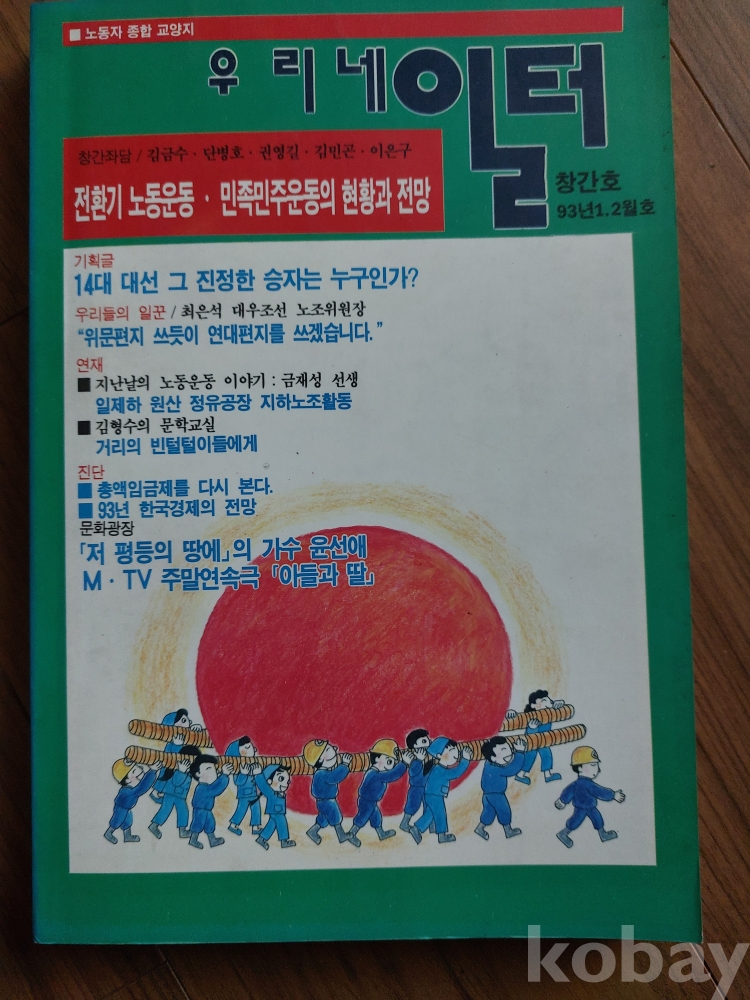 ■ 노동자 종합 교양지
우리네일터
창간호
93년1.2월호
창간좌담 / 김금수 · 단병호 · 권영길 · 김민곤 · 이은구
전환기 노동운동 · 민족민주운동의 현황과 전망
기획글
14대 대선 그 진정한 승자는 누구인가?
우리들의 일꾼 / 최은석 대우조선 노조위원장
“위문편지 쓰듯이 연대편지를 쓰겠습니다.”
연재
■ 지난날의 노동운동 이야기 : 금재성 선생
일제하 원산 정유공장 지하노조활동
■ 김형수의 문학교실
거리의 빈털털이들에게
진단
■ 총액임금제를 다시 본다.
■ 93년 한국경제의 전망
문화광장
「저 평등의 땅에」의 가수 윤선애
M · TV 주말연속극 「아들과 딸」
kobay